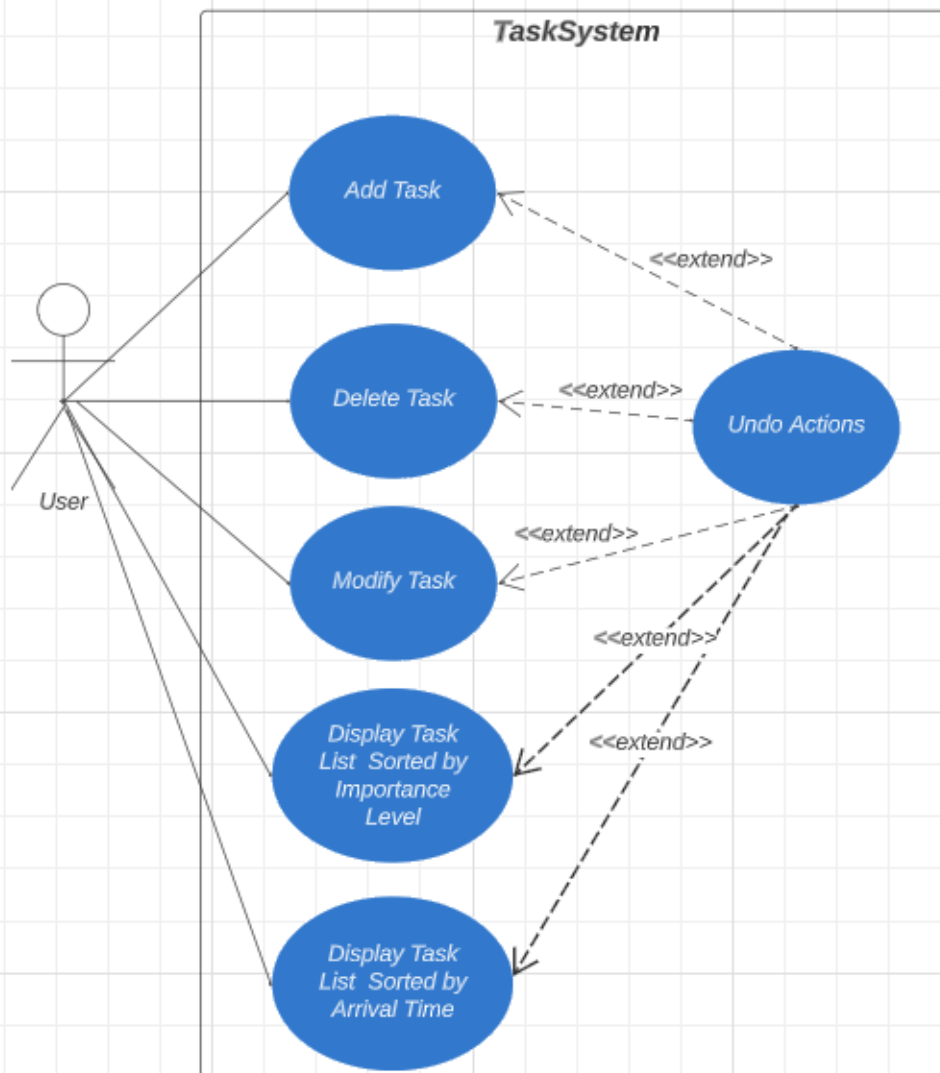 TaskSystem
Add Task
<<extend>>
Delete Task
<<extend>>
Undo Actions
User
<<extend>>
Modify Task
<<extend>>
Display Task
List Sorted by
Importance
Level
<<extend>>
Display Task
List Sorted by
Arrival Time